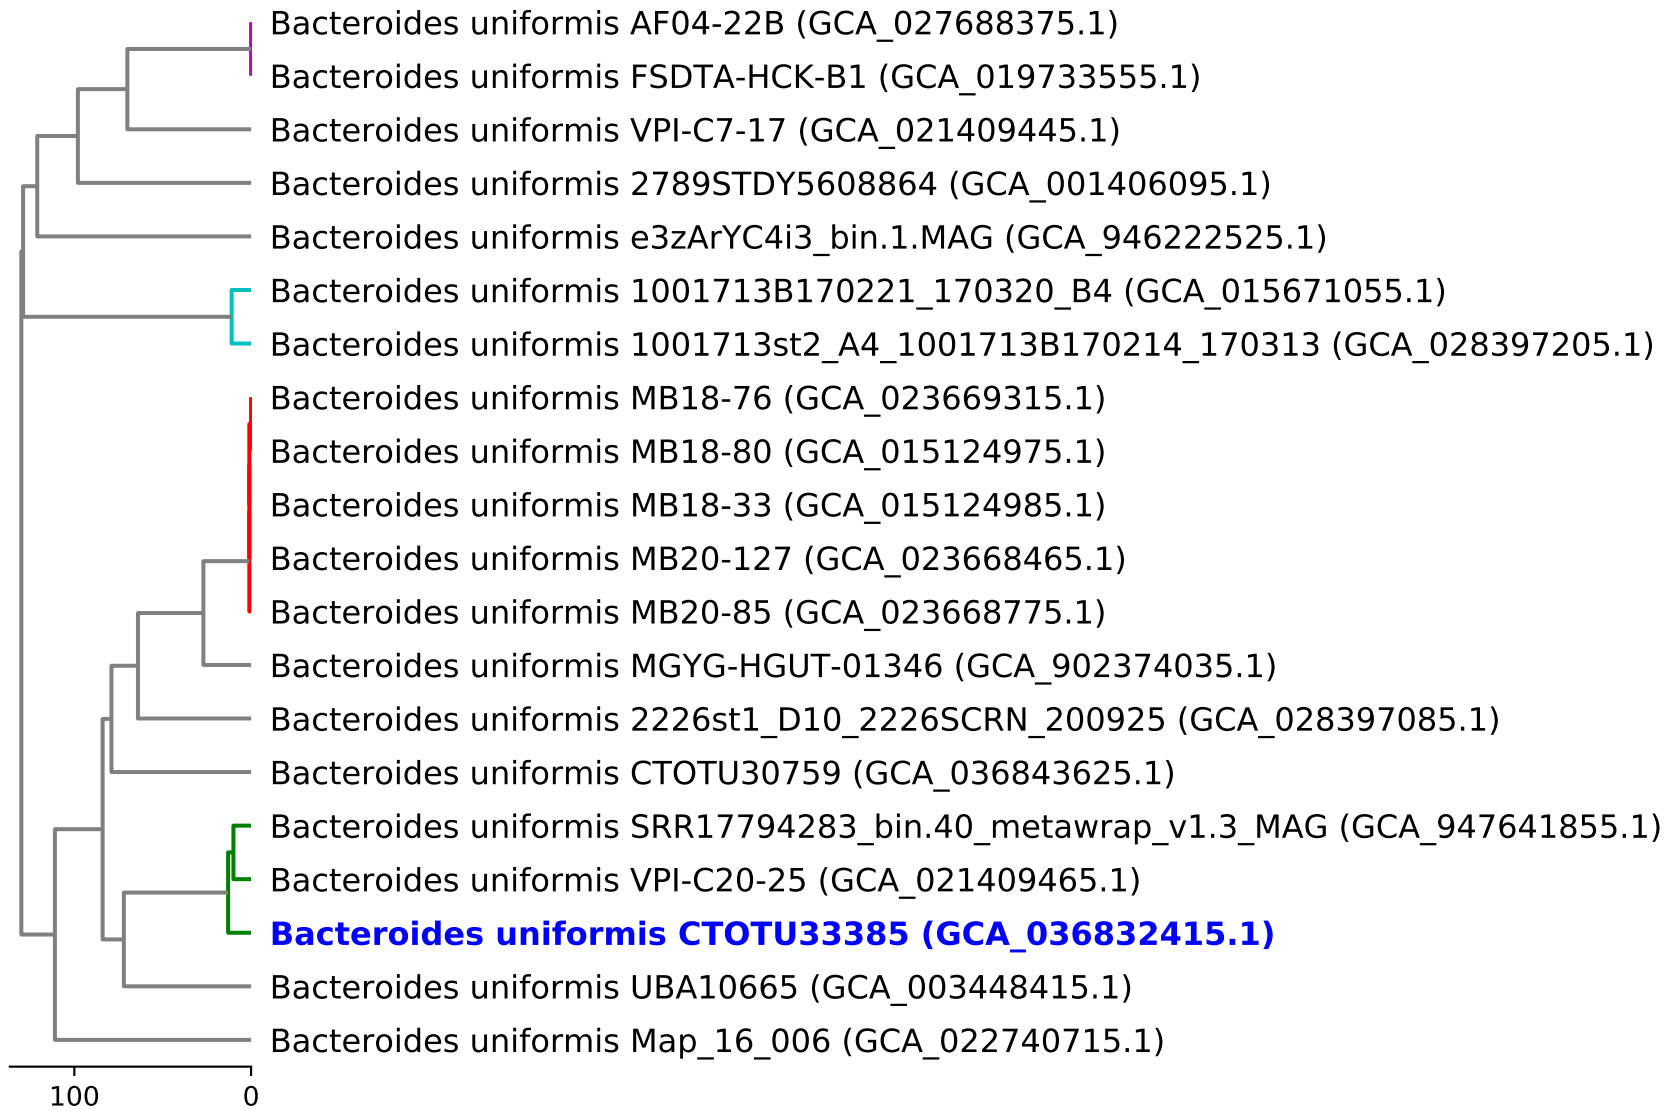 Bacteroides uniformis AF04-22B (GCA_027688375.1)
Bacteroides uniformis FSDTA-HCK-B1 (GCA_019733555.1)
Bacteroides uniformis VPI-C7-17 (GCA_021409445.1)
Bacteroides uniformis 2789STDY5608864 (GCA_001406095.1)
Bacteroides uniformis e3zArYC4i3_bin.1.MAG (GCA_946222525.1)
Bacteroides uniformis 1001713B170221_170320_B4 (GCA_015671055.1)
Bacteroides uniformis 1001713st2_A4_1001713B170214_170313 (GCA_028397205.1)
Bacteroides uniformis MB18-76 (GCA_023669315.1)
Bacteroides uniformis MB18-80 (GCA_015124975.1)
Bacteroides uniformis MB18-33 (GCA_015124985.1)
Bacteroides uniformis MB20-127 (GCA_023668465.1)
Bacteroides uniformis MB20-85 (GCA_023668775.1)
Bacteroides uniformis MGYG-HGUT-01346 (GCA_902374035.1)
Bacteroides uniformis 2226st1_D10_2226SCRN_200925 (GCA_028397085.1)
Bacteroides uniformis CTOTU30759 (GCA_036843625.1)
Bacteroides uniformis SRR17794283_bin.40_metawrap_v1.3_MAG (GCA_947641855.1)
Bacteroides uniformis VPI-C20-25 (GCA_021409465.1)
Bacteroides uniformis CTOTU33385 (GCA_036832415.1)
Bacteroides uniformis UBA10665 (GCA_003448415.1)
Bacteroides uniformis Map_16_006 (GCA_022740715.1)
100 0